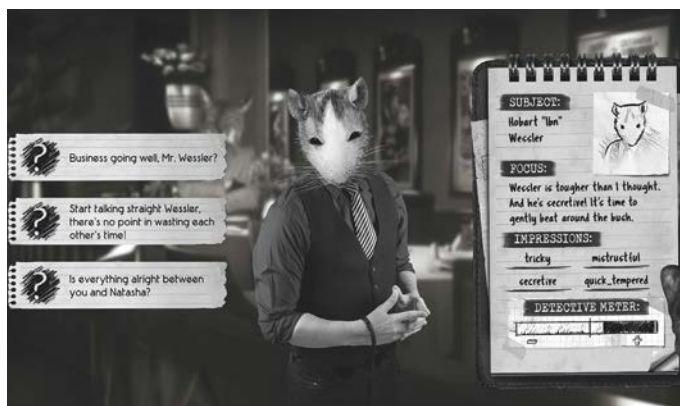 Business going well, Mr. Wessler?
Start talking straight Wessler,
there's no point in wasting each
other's time!
Is everything alright between
you and Natasha?
SUBJECT:
Hobart "Ibn"
Wessler
FOCUS:
Wessler is tougher than I thought.
And he's secretive! It's time to
gently beat around the bush.
IMPRESSIONS:
tricky mistrustful
secretive quick_tempered
DETECTIVE METER: